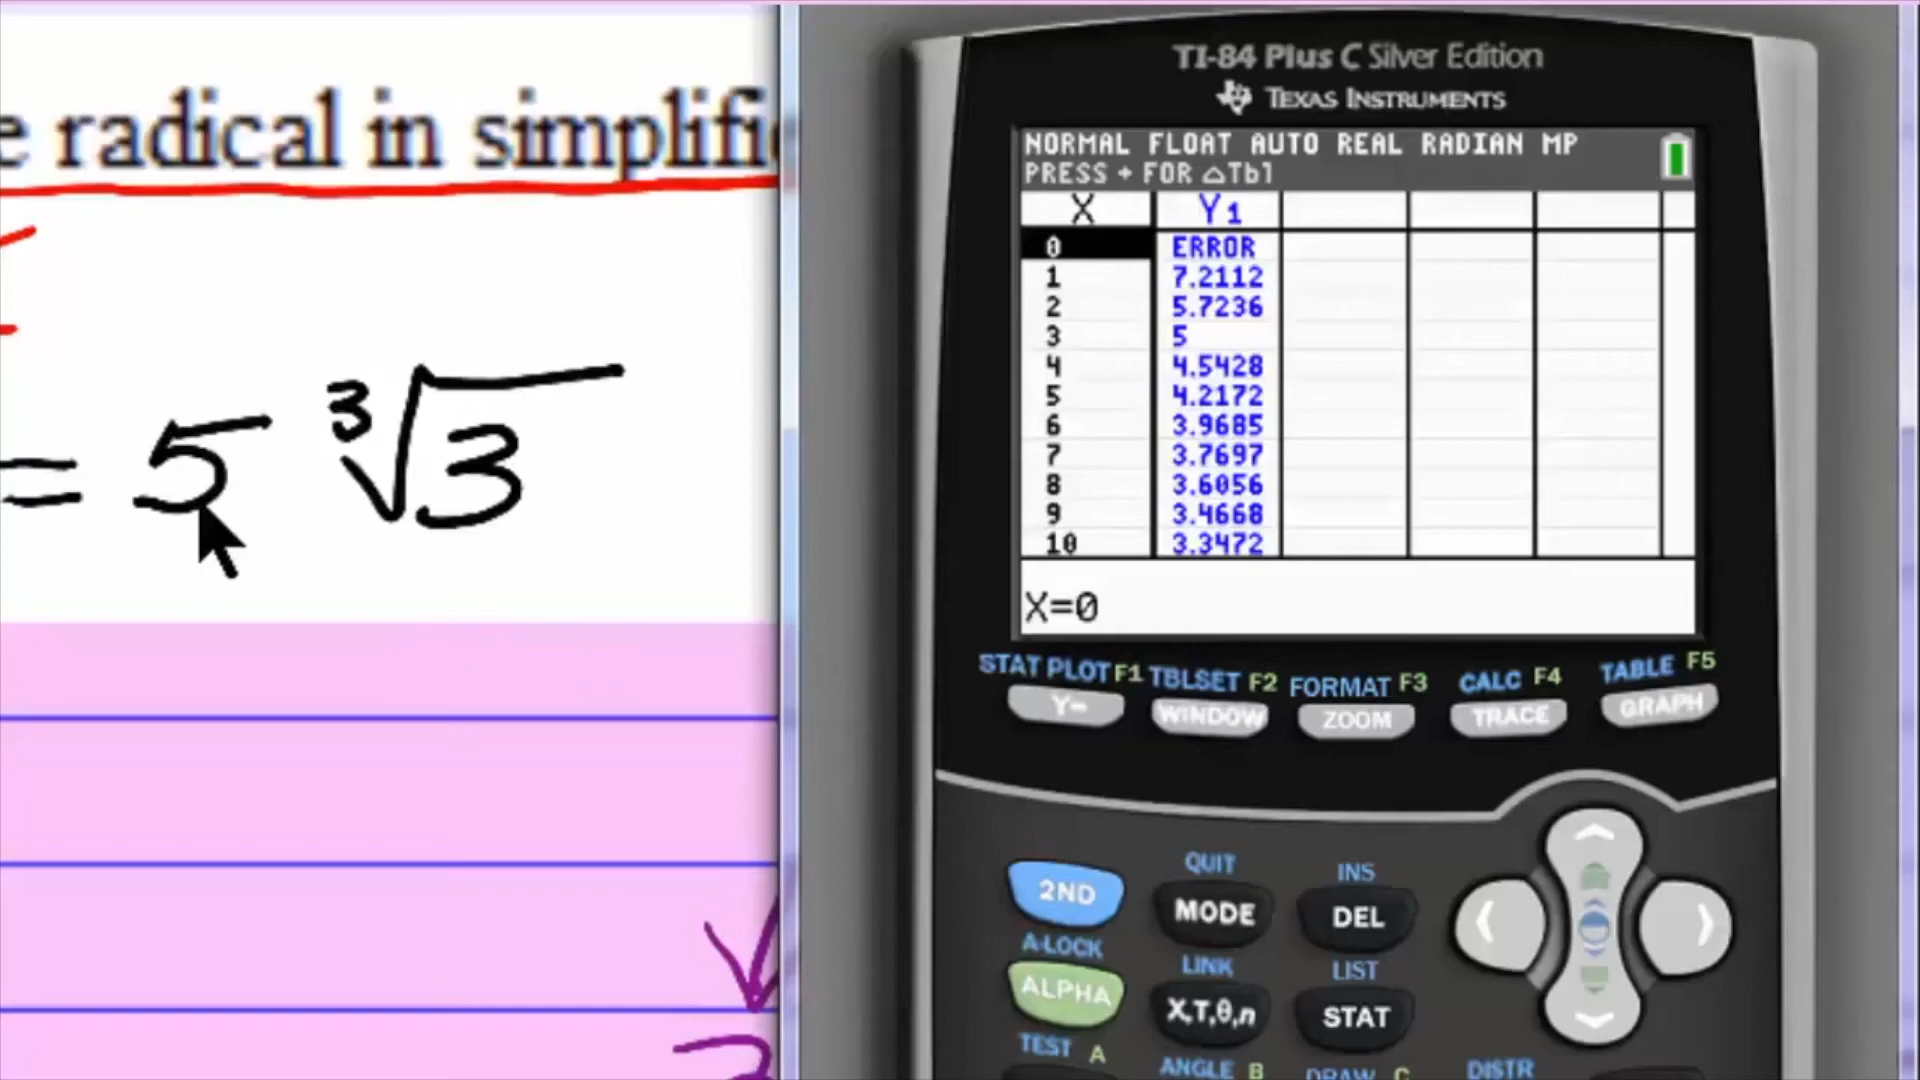 e radical in simplifi
= 5 ∛3
TI-84 Plus C Silver Edition
TEXAS INSTRUMENTS
NORMAL FLOAT AUTO REAL RADIAN MP
PRESS + FOR △Tbl
X Y1
0 ERROR
1 7.2112
2 5.7236
3 5
4 4.5428
5 4.2172
6 3.9685
7 3.7697
8 3.6056
9 3.4668
10 3.3472
X=0
STAT PLOT F1 TBLSET F2 FORMAT F3 CALC F4 TABLE F5
Y= WINDOW ZOOM TRACE GRAPH
QUIT INS
2ND MODE DEL
A-LOCK LINK LIST
ALPHA X,T,θ,n STAT
TEST A ANGLE B DRAW C DISTR